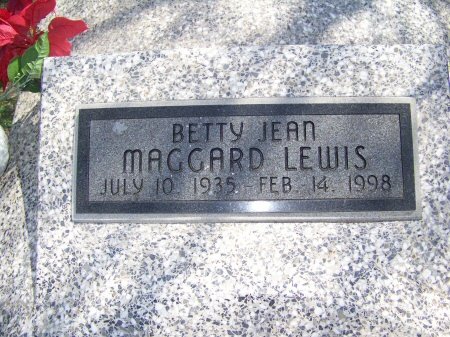 BETTY JEAN
MAGGARD LEWIS
JULY 10 1935 - FEB. 14. 1998